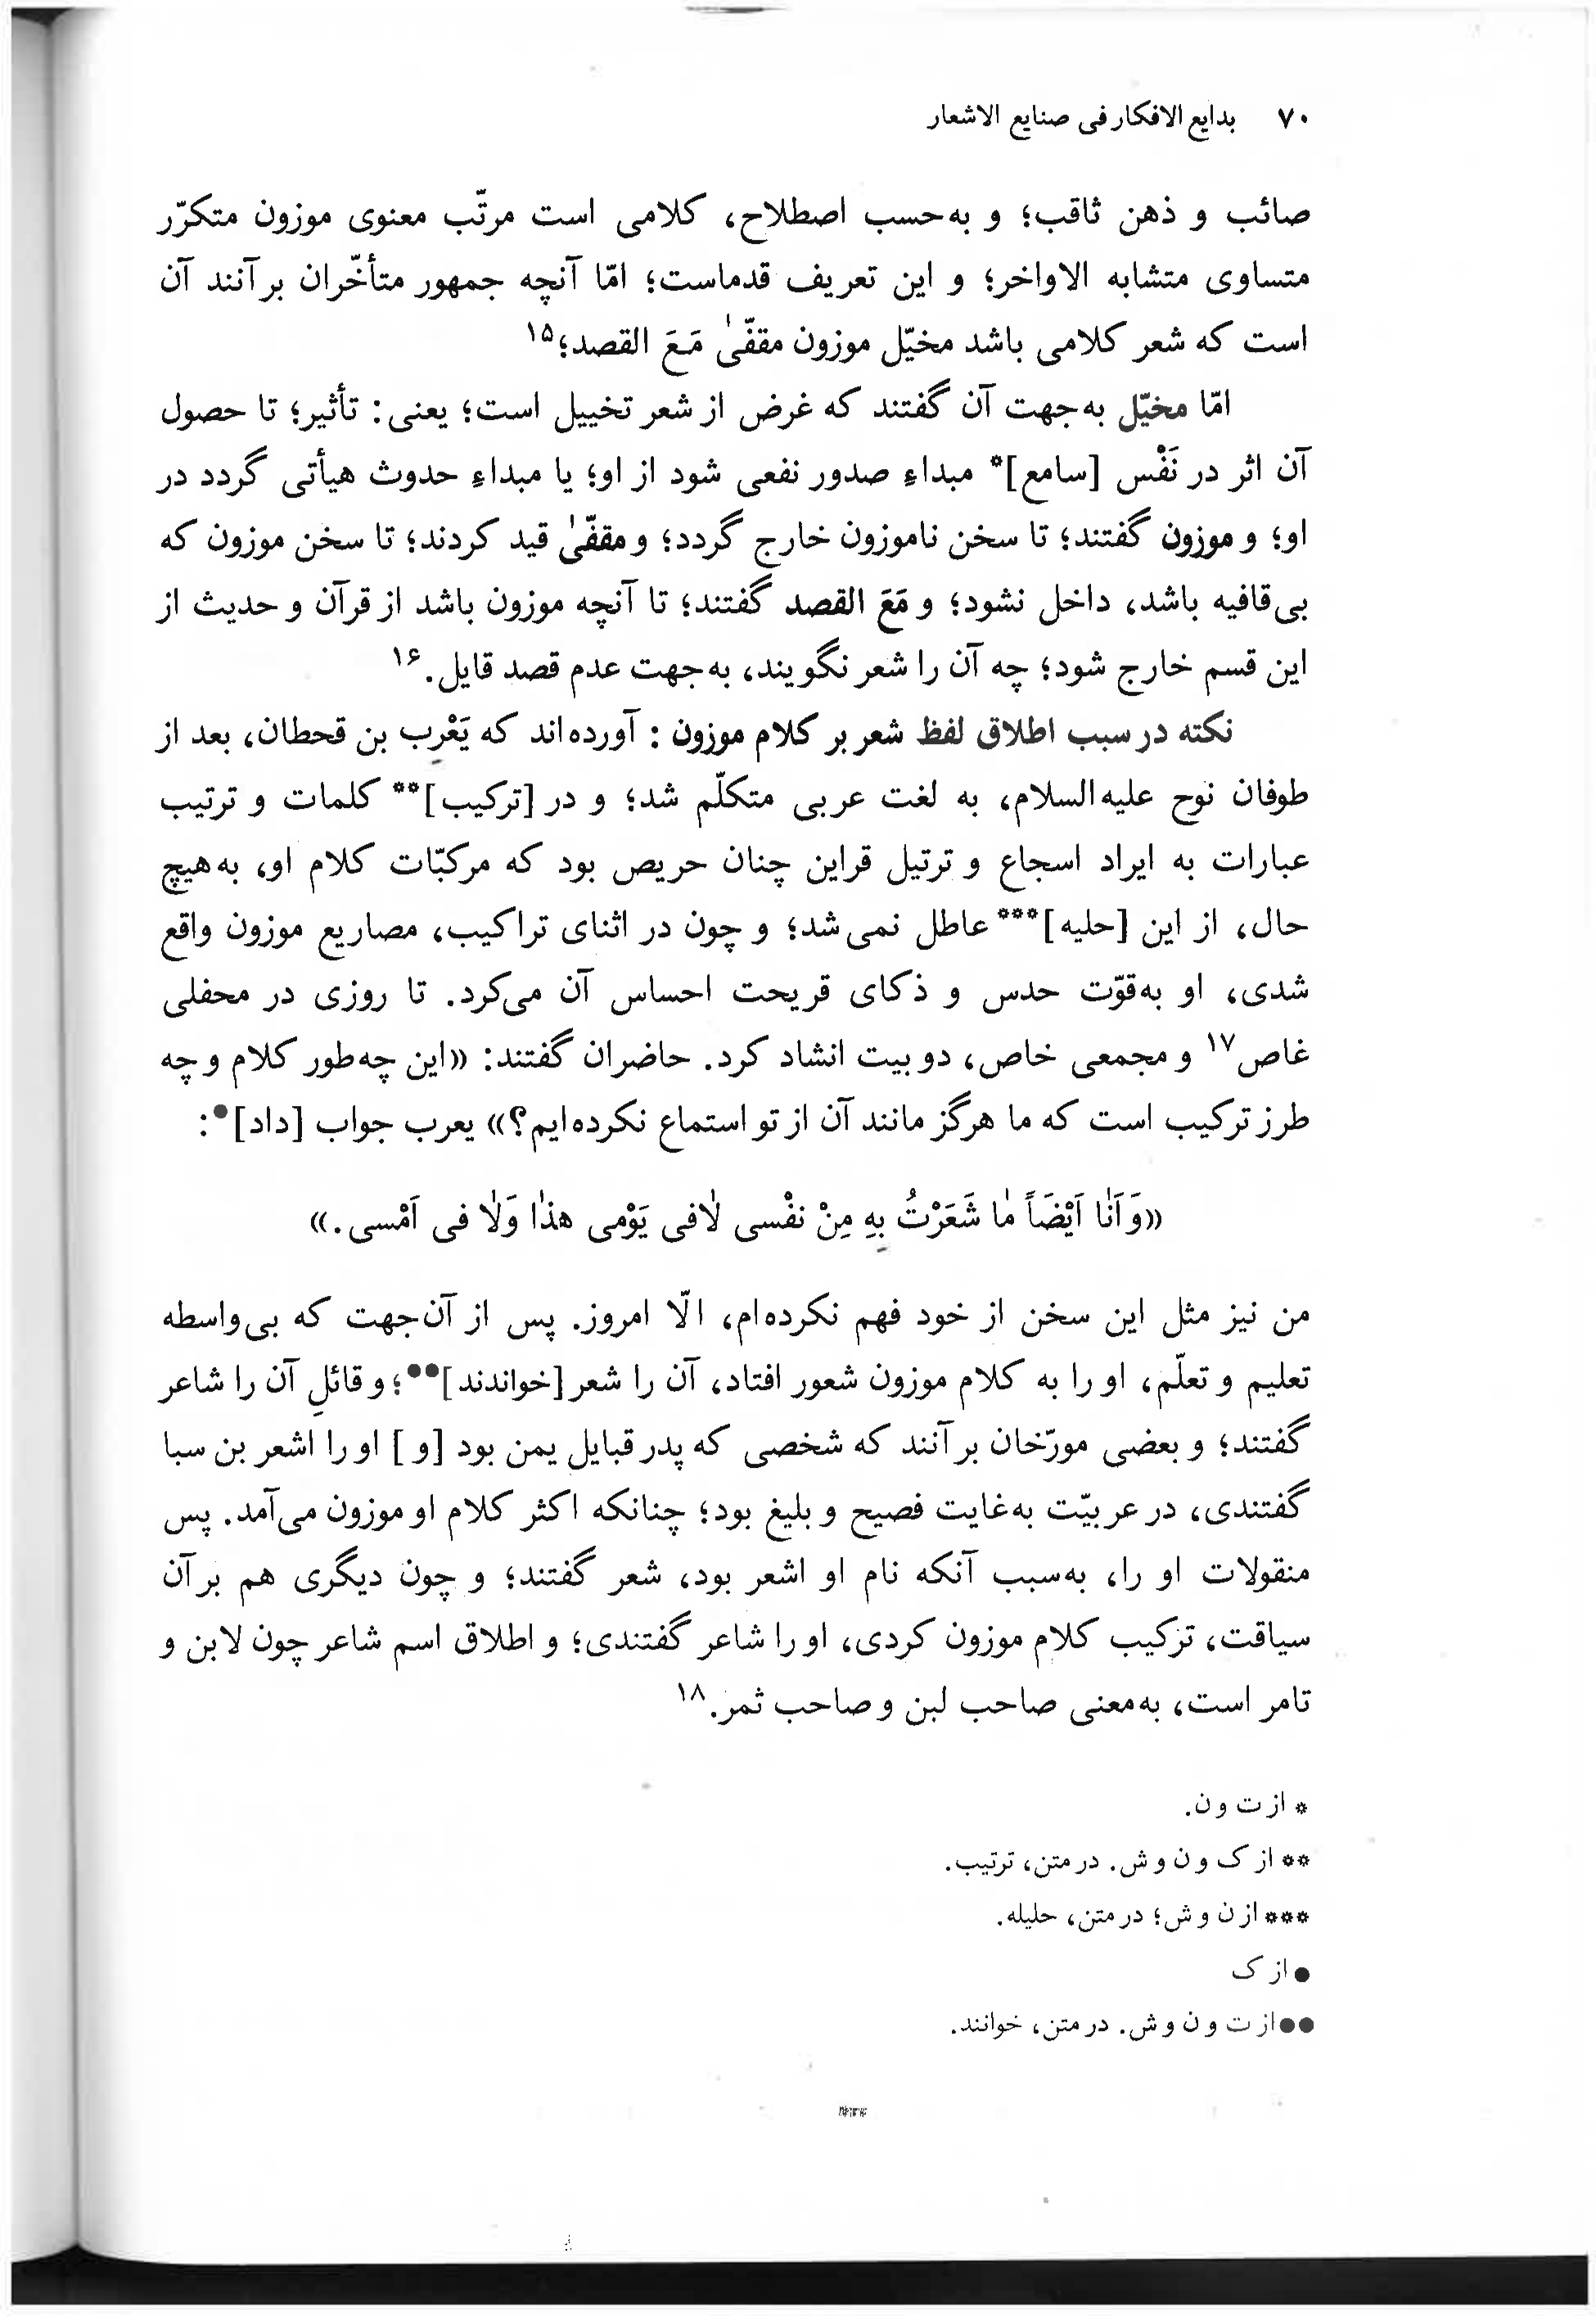 ۷۰ بدایع الافکار فی صنایع الاشعار
صائب و ذهن ثاقب؛ و به‌حسب اصطلاح، کلامی است مرتّب معنوی موزون متکرّر
متساوی متشابه الاواخر؛ و این تعریف قدماست؛ امّا آنچه جمهور متأخّران برآنند آن
است که شعر کلامی باشد مخیّل موزون مقفّیٰ مَعَ القصد؛۱۵
امّا مخیّل به‌جهت آن گفتند که غرض از شعر تخییل است؛ یعنی: تأثیر؛ تا حصول
آن اثر در نَفْس [سامع]* مبداءِ صدور نفعی شود از او؛ یا مبداءِ حدوث هیأتی گردد در
او؛ و موزون گفتند؛ تا سخن ناموزون خارج گردد؛ و مقفّیٰ قید کردند؛ تا سخن موزون که
بی‌قافیه باشد، داخل نشود؛ و مَعَ القصد گفتند؛ تا آنچه موزون باشد از قرآن و حدیث از
این قسم خارج شود؛ چه آن را شعر نگویند، به‌جهت عدم قصد قایل.۱۶
نکته در سبب اطلاق لفظ شعر بر کلام موزون: آورده‌اند که یَعْرِب بن قحطان، بعد از
طوفان نوح علیه‌السلام، به لغت عربی متکلّم شد؛ و در [ترکیب]** کلمات و ترتیب
عبارات به ایراد اسجاع و ترتیل قراین چنان حریص بود که مرکبّات کلام او، به‌هیچ
حال، از این [حلیه]*** عاطل نمی‌شد؛ و چون در اثنای تراکیب، مصاریع موزون واقع
شدی، او به‌قوّت حدس و ذکای قریحت احساس آن می‌کرد. تا روزی در محفلی
غاص۱۷ و مجمعی خاص، دو بیت انشاد کرد. حاضران گفتند: «این چه‌طور کلام و چه
طرز ترکیب است که ما هرگز مانند آن از تو استماع نکرده‌ایم؟» یعرب جواب [داد]●:
«وَ اَنٰا اَیْضَاً مٰا شَعَرْتُ بِهِ مِنْ نفْسی لٰافی یَوْمی هذٰا وَلٰا فی اَمْسی.»
من نیز مثل این سخن از خود فهم نکرده‌ام، الّا امروز. پس از آن‌جهت که بی‌واسطه
تعلیم و تعلّم، او را به کلام موزون شعور افتاد، آن را شعر [خواندند]●●؛ و قائلِ آن را شاعر
گفتند؛ و بعضی مورّخان برآنند که شخصی که پدر قبایل یمن بود [و] او را اشعر بن سبا
گفتندی، در عربیّت به‌غایت فصیح و بلیغ بود؛ چنانکه اکثر کلام او موزون می‌آمد. پس
منقولات او را، به‌سبب آنکه نام او اشعر بود، شعر گفتند؛ و چون دیگری هم برآن
سیاقت، ترکیب کلام موزون کردی، او را شاعر گفتندی؛ و اطلاق اسم شاعر چون لابن و
تامر است، به‌معنی صاحب لبن و صاحب ثمر.۱۸
* از ت و ن.
** از ک و ن و ش. در متن، ترتیب.
*** از ن و ش؛ در متن، حلیله.
● از ک
●● از ت و ن و ش. در متن، خوانند.